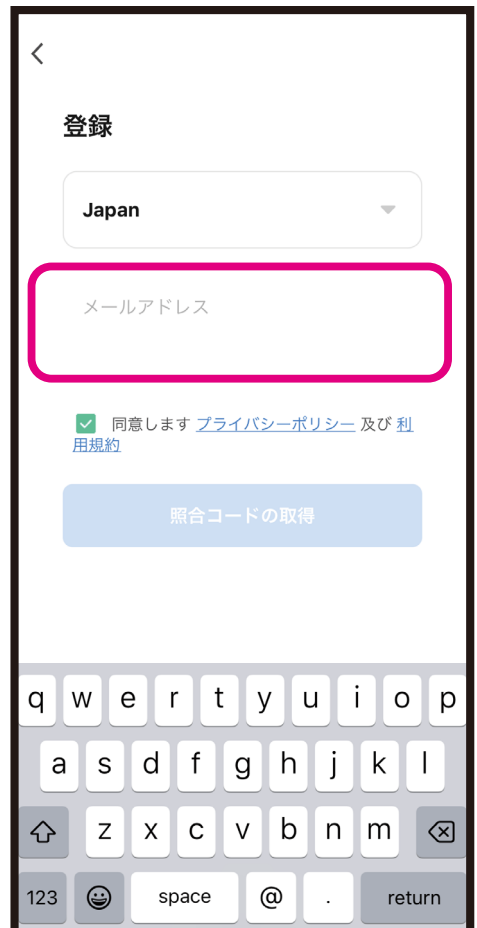 登録
Japan
メールアドレス
同意します プライバシーポリシー 及び 利
用規約
照合コードの取得
q w e r t y u i o p
a s d f g h j k l
z x c v b n m
123 space @ . return